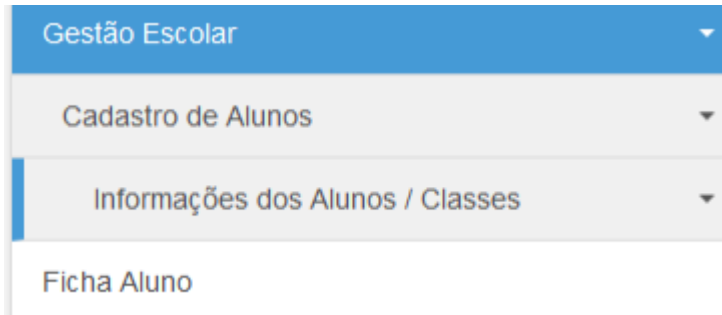 Gestão Escolar
Cadastro de Alunos
Informações dos Alunos / Classes
Ficha Aluno